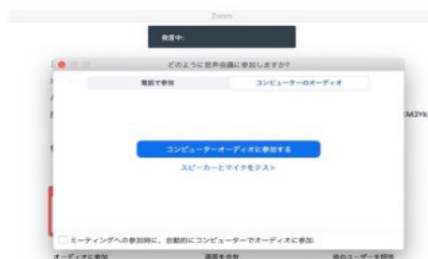 Zoom
発言中:
どのように音声会議に参加しますか?
電話で参加
コンピューターのオーディオ
コンピューターオーディオに参加する
スピーカーとマイクをテスト
ミーティングへの参加時に、自動的にコンピューターでオーディオに参加
オーディオに参加
画面を共有
他のユーザーを招待